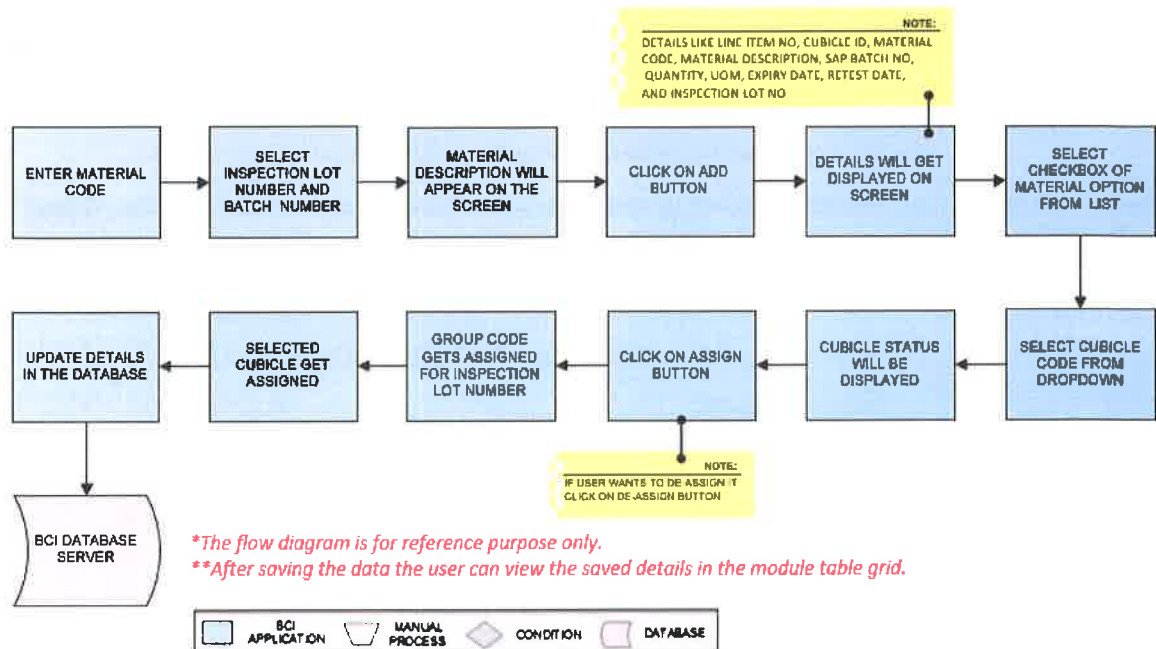 NOTE:
DETAILS LIKE LINE ITEM NO, CUBICLE ID, MATERIAL
CODE, MATERIAL DESCRIPTION, SAP BATCH NO,
QUANTITY, UOM, EXPIRY DATE, RETEST DATE,
AND INSPECTION LOT NO
ENTER MATERIAL
CODE
SELECT
INSPECTION LOT
NUMBER AND
BATCH NUMBER
MATERIAL
DESCRIPTION WILL
APPEAR ON THE
SCREEN
CLICK ON ADD
BUTTON
DETAILS WILL GET
DISPLAYED ON
SCREEN
SELECT
CHECKBOX OF
MATERIAL OPTION
FROM LIST
UPDATE DETAILS
IN THE DATABASE
SELECTED
CUBICLE GET
ASSIGNED
GROUP CODE
GETS ASSIGNED
FOR INSPECTION
LOT NUMBER
CLICK ON ASSIGN
BUTTON
CUBICLE STATUS
WILL BE
DISPLAYED
SELECT CUBICLE
CODE FROM
DROPDOWN
NOTE:
IF USER WANTS TO DE ASSIGN IT
CLICK ON DE-ASSIGN BUTTON
BCI DATABASE
SERVER
*The flow diagram is for reference purpose only.
**After saving the data the user can view the saved details in the module table grid.
BCI
APPLICATION
MANUAL
PROCESS
CONDITION
DATABASE